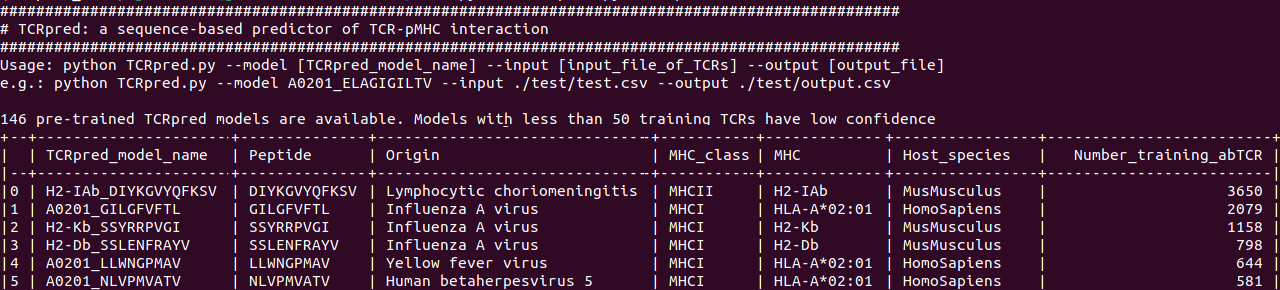 ####################################################################################################
# TCRpred: a sequence-based predictor of TCR-pMHC interaction
####################################################################################################
Usage: python TCRpred.py --model [TCRpred_model_name] --input [input_file_of_TCRs] --output [output_file]
e.g.: python TCRpred.py --model A0201_ELAGIGILTV --input ./test/test.csv --output ./test/output.csv
146 pre-trained TCRpred models are available. Models with less than 50 training TCRs have low confidence
+--+---------------------+--------------+------------------------------+-----------+-------------+----------------+-------------------------+
|  | TCRpred_model_name  | Peptide      | Origin                       | MHC_class | MHC         | Host_species   |   Number_training_abTCR |
|--+---------------------+--------------+------------------------------+-----------+-------------+----------------+-------------------------|
|0 | H2-IAb_DIYKGVYQFKSV | DIYKGVYQFKSV | Lymphocytic choriomeningitis | MHCII     | H2-IAb      | MusMusculus    |                    3650 |
|1 | A0201_GILGFVFTL     | GILGFVFTL    | Influenza A virus            | MHCI      | HLA-A*02:01 | HomoSapiens    |                    2079 |
|2 | H2-Kb_SSYRRPVGI     | SSYRRPVGI    | Influenza A virus            | MHCI      | H2-Kb       | MusMusculus    |                    1158 |
|3 | H2-Db_SSLENFRAYV    | SSLENFRAYV   | Influenza A virus            | MHCI      | H2-Db       | MusMusculus    |                     798 |
|4 | A0201_LLWNGPMAV     | LLWNGPMAV    | Yellow fever virus           | MHCI      | HLA-A*02:01 | HomoSapiens    |                     644 |
|5 | A0201_NLVPMVATV     | NLVPMVATV    | Human betaherpesvirus 5      | MHCI      | HLA-A*02:01 | HomoSapiens    |                     581 |